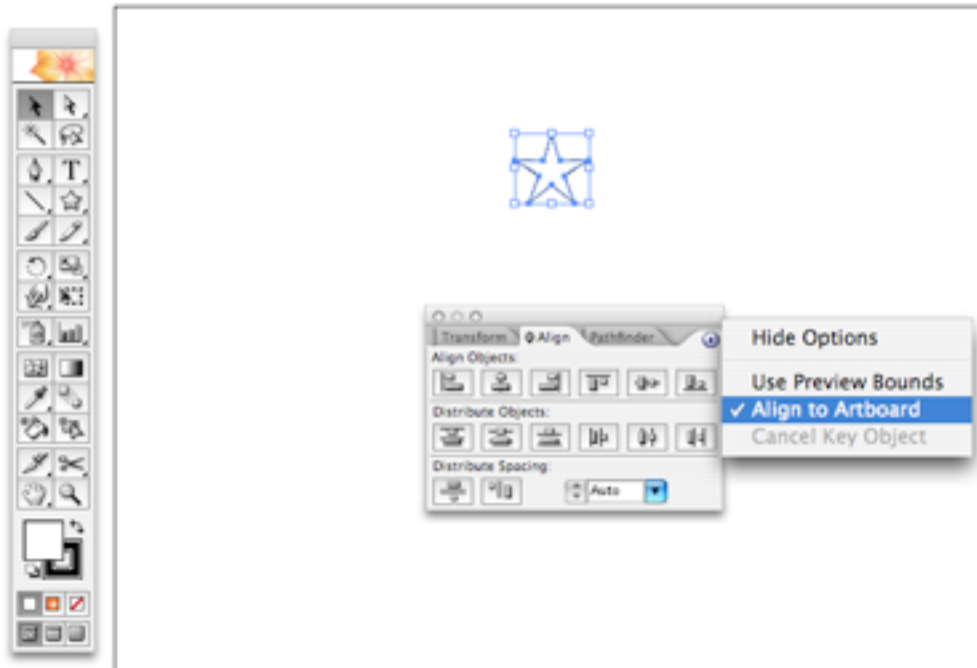 T
Transform Align Pathfinder
Align Objects:
Distribute Objects:
Distribute Spacing:
Auto
Hide Options
Use Preview Bounds
✓ Align to Artboard
Cancel Key Object